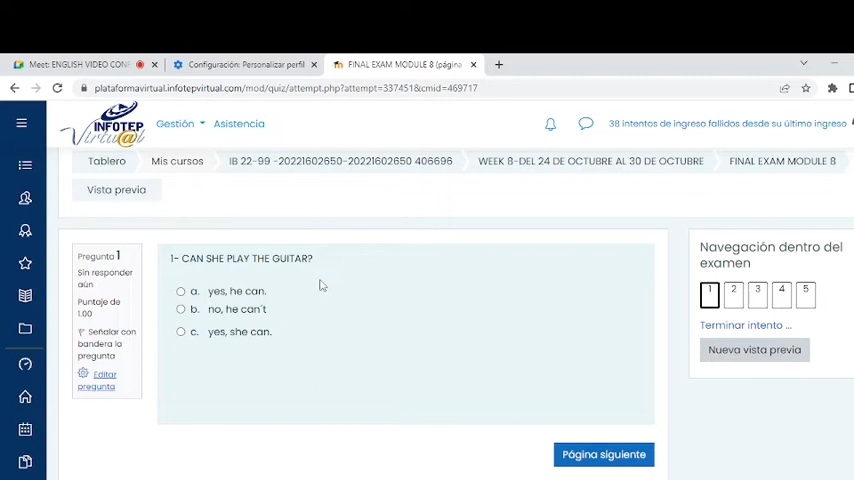 Meet: ENGLISH VIDEO CONF
Configuración: Personalizar perfil
FINAL EXAM MODULE 8 (página
plataformavirtual.infotepvirtual.com/mod/quiz/attempt.php?attempt=337451&cmid=469717
INFOTEP
Virtu@l
Gestión
Asistencia
38 intentos de ingreso fallidos desde su último ingreso
Tablero
Mis cursos
IB 22-99 -20221602650-20221602650 406696
WEEK 8-DEL 24 DE OCTUBRE AL 30 DE OCTUBRE
FINAL EXAM MODULE 8
Vista previa
Pregunta 1
Sin responder
aún
Puntaje de
1.00
Señalar con
bandera la
pregunta
Editar
pregunta
1- CAN SHE PLAY THE GUITAR?
a. yes, he can.
b. no, he can´t
c. yes, she can.
Página siguiente
Navegación dentro del
examen
1 2 3 4 5
Terminar intento ...
Nueva vista previa